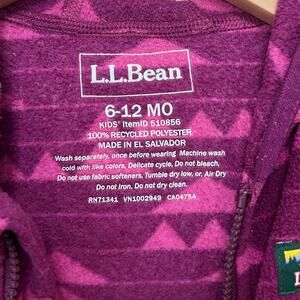 L.L.Bean
6-12 MO
KIDS' ItemID 510856
100% RECYCLED POLYESTER
MADE IN EL SALVADOR
Wash separately, once before wearing Machine wash
cold with like colors, Delicate cycle, Do not bleach,
Do not use fabric softeners, Tumble dry low, or, Air Dry
Do not Iron. Do not dry clean.
RN71341 VN1002949 CA04754